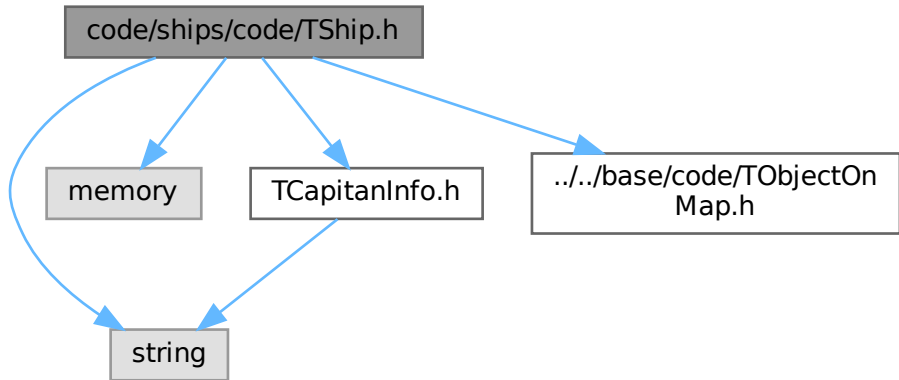 code/ships/code/TShip.h
memory
TCapitanInfo.h
../../base/code/TObjectOn
Map.h
string